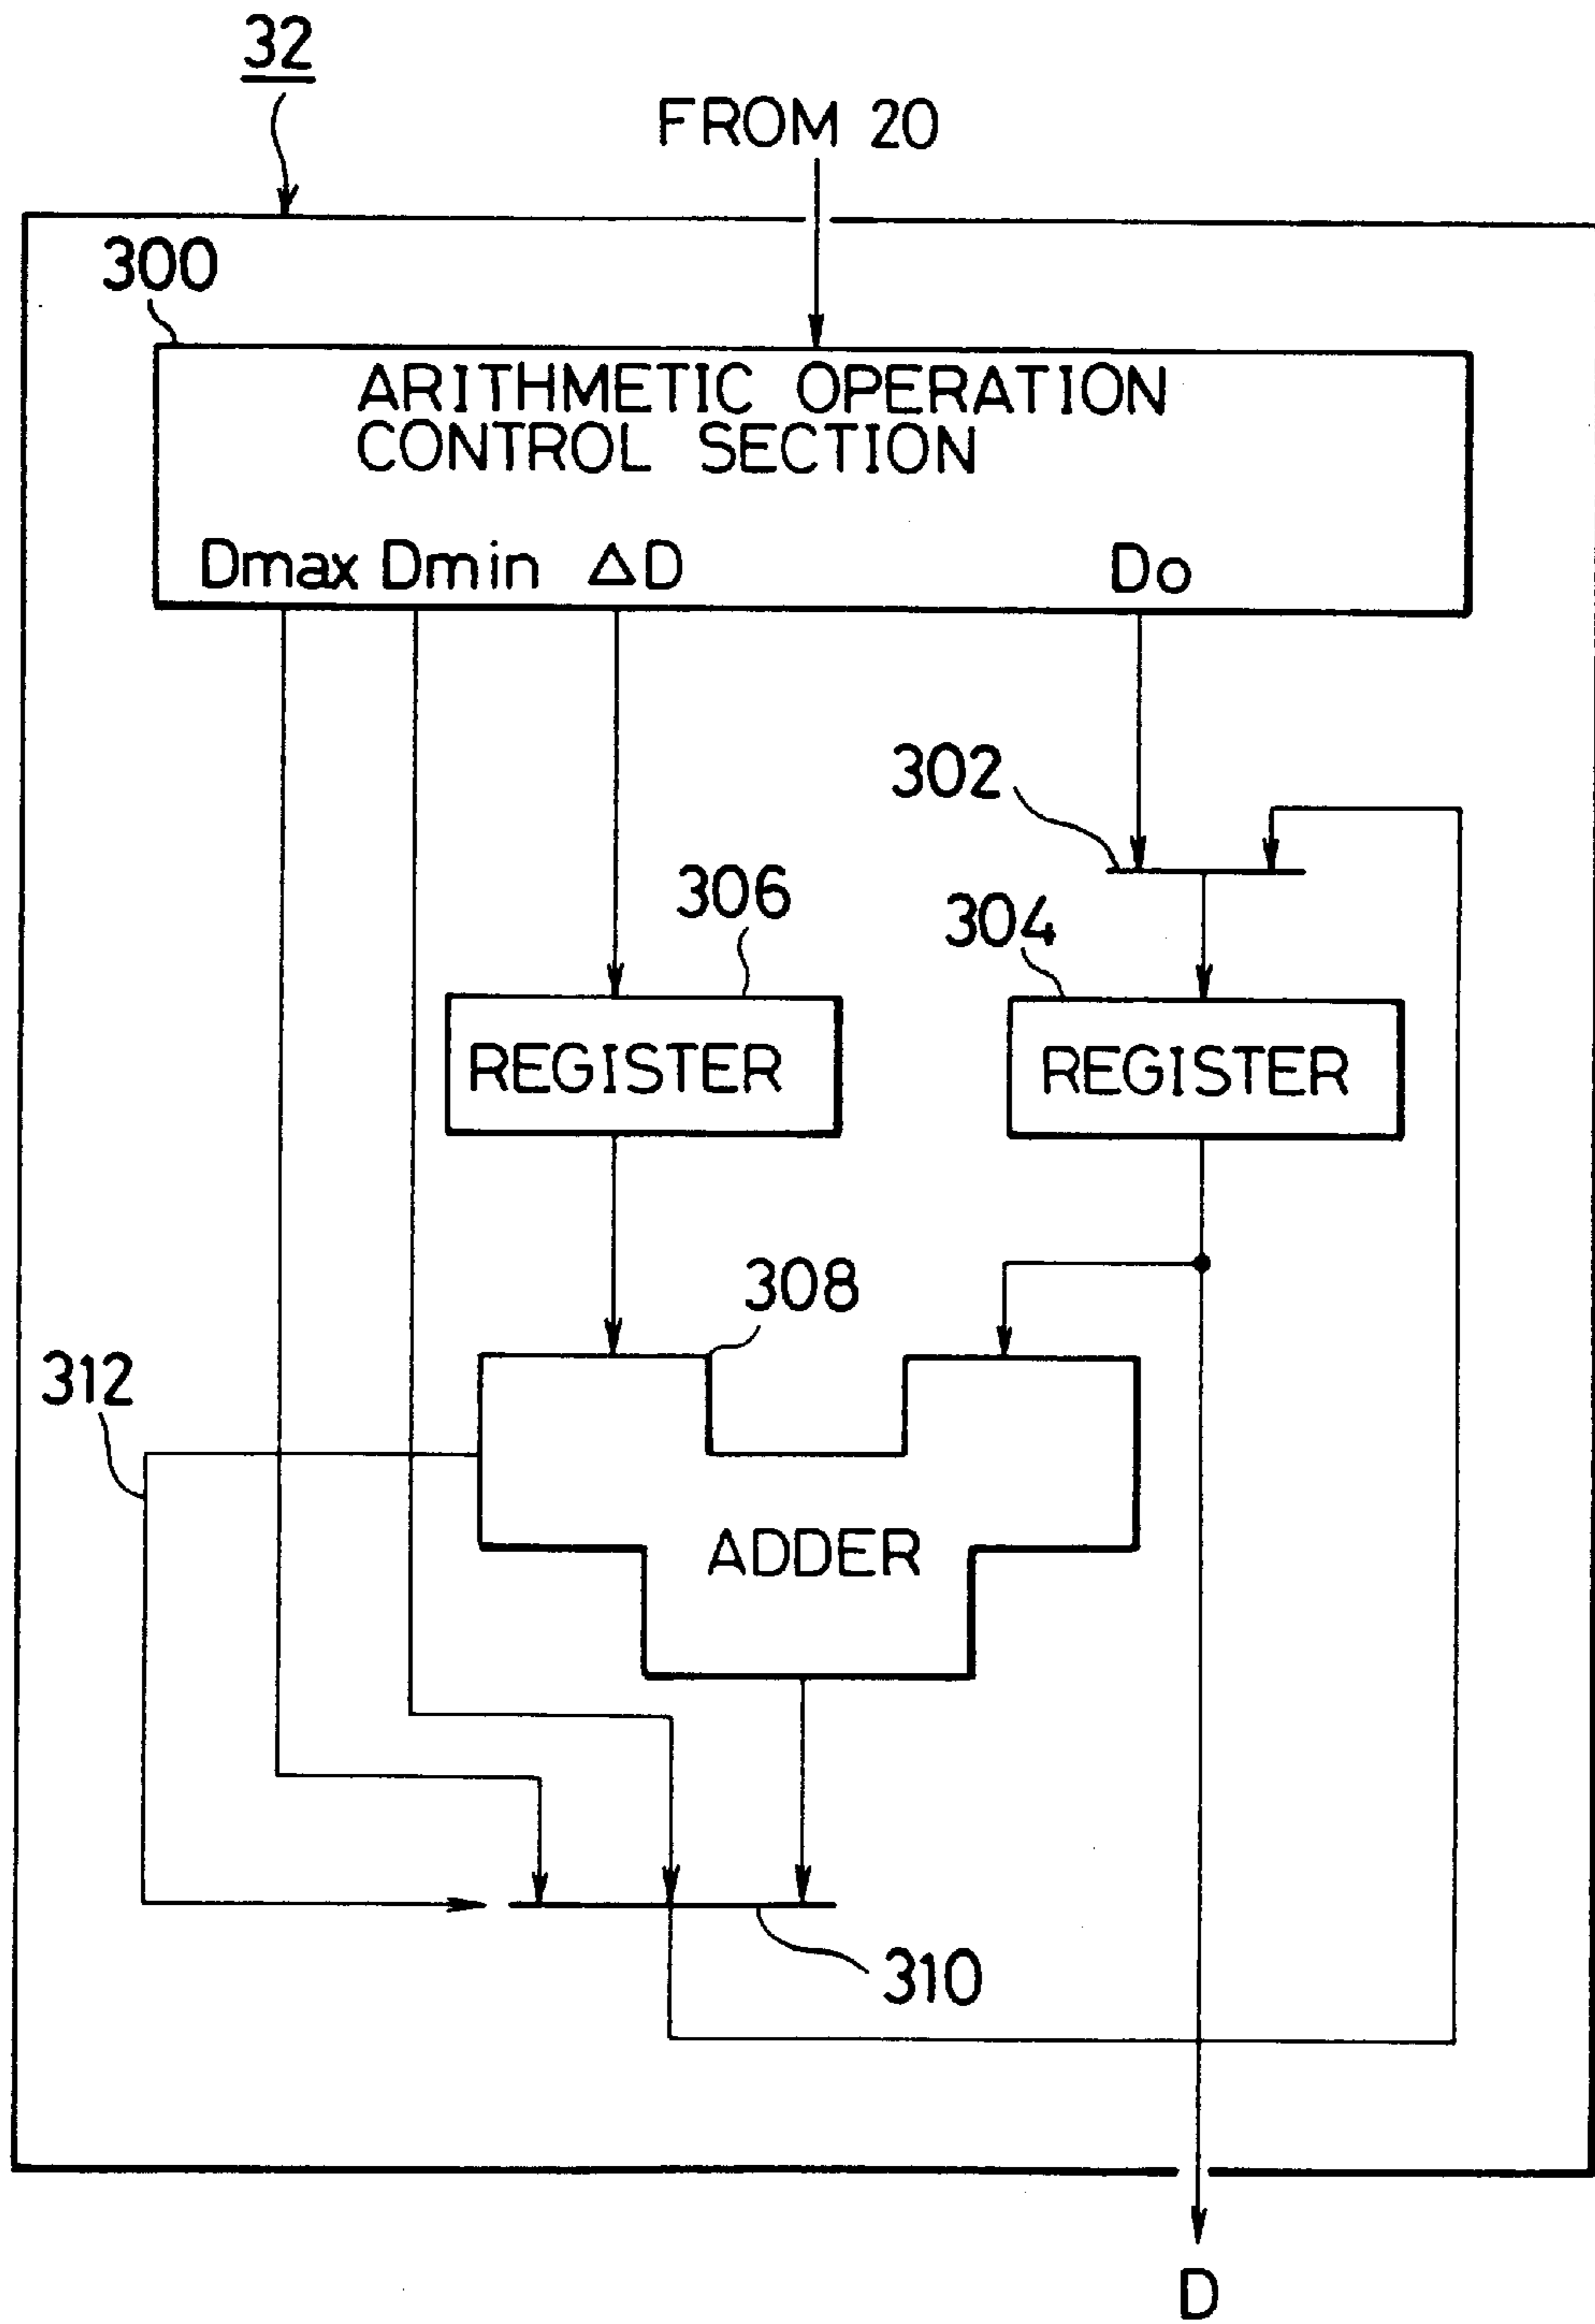 32
FROM 20
300
ARITHMETIC OPERATION
CONTROL SECTION
Dmax Dmin ΔD Do
302
306
304
REGISTER
REGISTER
308
312
ADDER
310
D